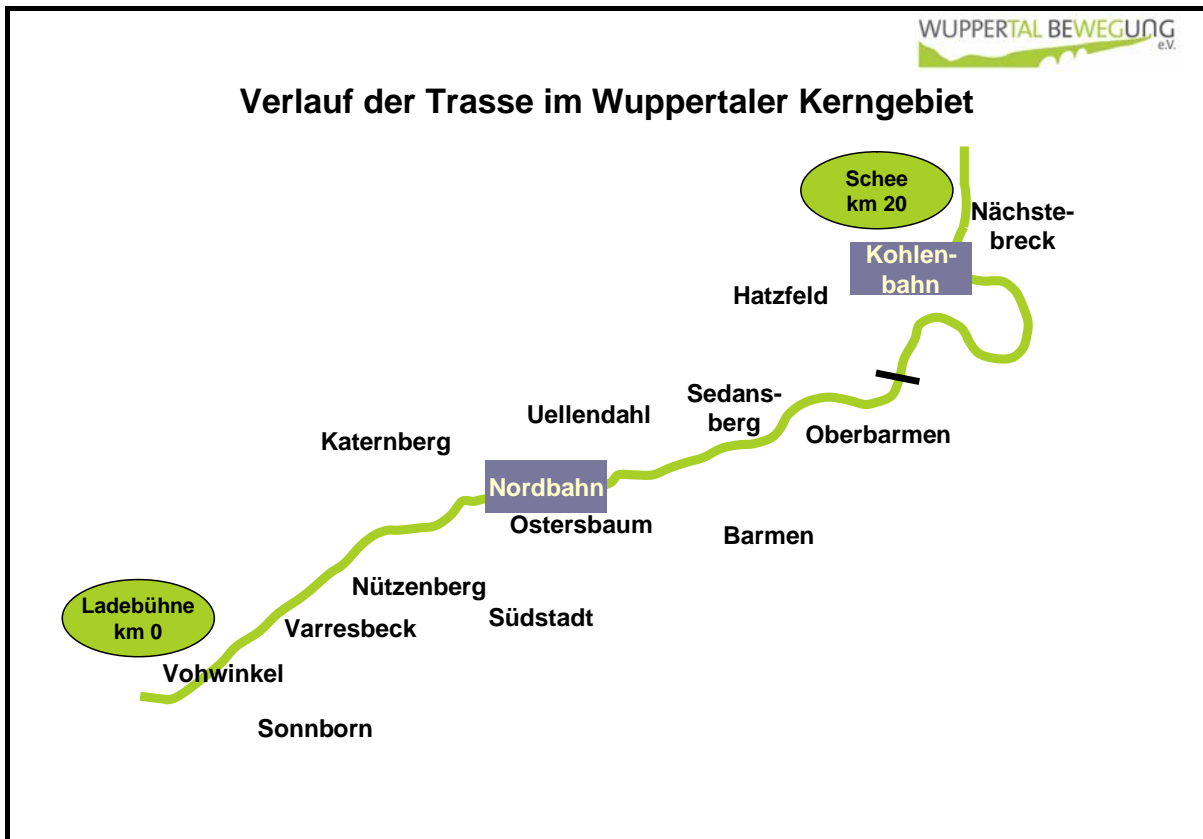 WUPPERTAL BEWEGUNG
e.V.
Verlauf der Trasse im Wuppertaler Kerngebiet
Schee
km 20
Nächste-
breck
Kohlen-
bahn
Hatzfeld
Sedans-
berg
Uellendahl
Oberbarmen
Katernberg
Nordbahn
Ostersbaum
Barmen
Nützenberg
Ladebühne
km 0
Südstadt
Varresbeck
Vohwinkel
Sonnborn